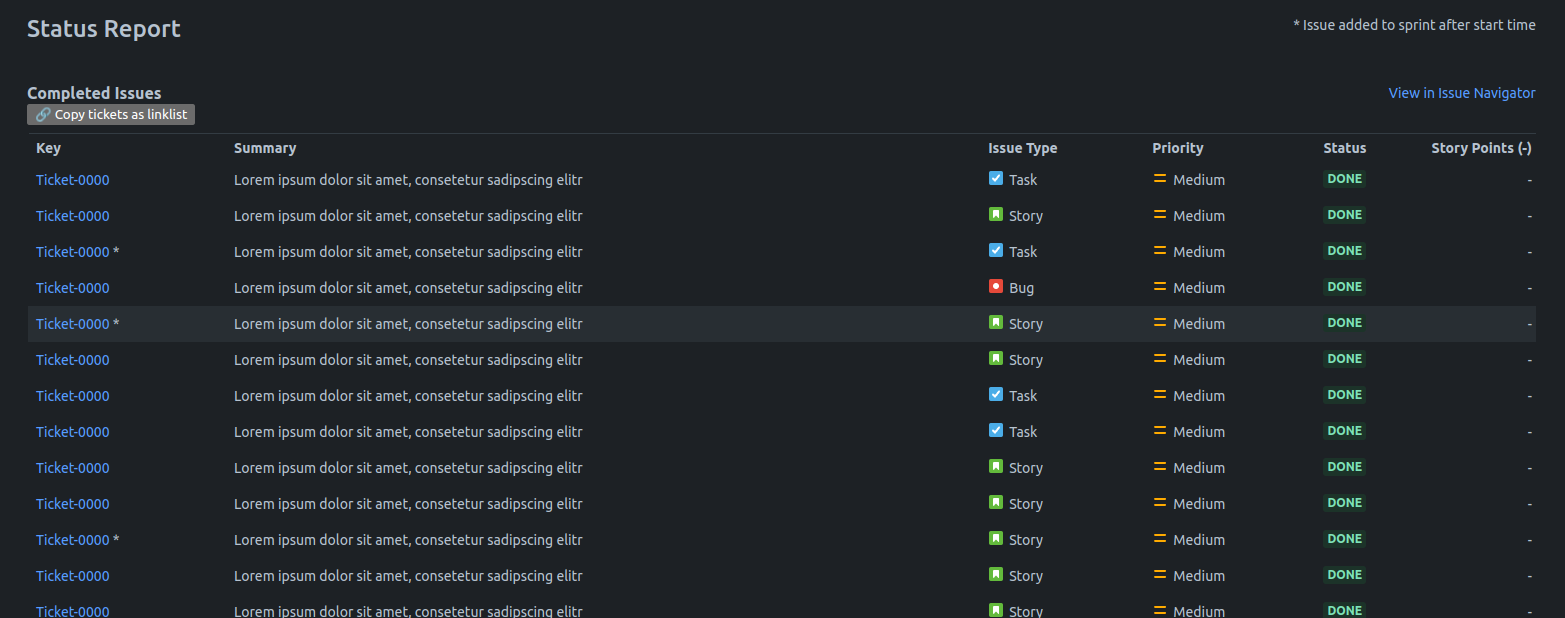 Status Report
* Issue added to sprint after start time
Completed Issues
View in Issue Navigator
Copy tickets as linklist
Key Summary Issue Type Priority Status Story Points (-)
Ticket-0000 Lorem ipsum dolor sit amet, consetetur sadipscing elitr Task Medium DONE -
Ticket-0000 Lorem ipsum dolor sit amet, consetetur sadipscing elitr Story Medium DONE -
Ticket-0000 * Lorem ipsum dolor sit amet, consetetur sadipscing elitr Task Medium DONE -
Ticket-0000 Lorem ipsum dolor sit amet, consetetur sadipscing elitr Bug Medium DONE -
Ticket-0000 * Lorem ipsum dolor sit amet, consetetur sadipscing elitr Story Medium DONE -
Ticket-0000 Lorem ipsum dolor sit amet, consetetur sadipscing elitr Story Medium DONE -
Ticket-0000 Lorem ipsum dolor sit amet, consetetur sadipscing elitr Task Medium DONE -
Ticket-0000 Lorem ipsum dolor sit amet, consetetur sadipscing elitr Task Medium DONE -
Ticket-0000 Lorem ipsum dolor sit amet, consetetur sadipscing elitr Story Medium DONE -
Ticket-0000 Lorem ipsum dolor sit amet, consetetur sadipscing elitr Story Medium DONE -
Ticket-0000 * Lorem ipsum dolor sit amet, consetetur sadipscing elitr Story Medium DONE -
Ticket-0000 Lorem ipsum dolor sit amet, consetetur sadipscing elitr Story Medium DONE -
Ticket-0000 Lorem ipsum dolor sit amet, consetetur sadipscing elitr Story Medium DONE -